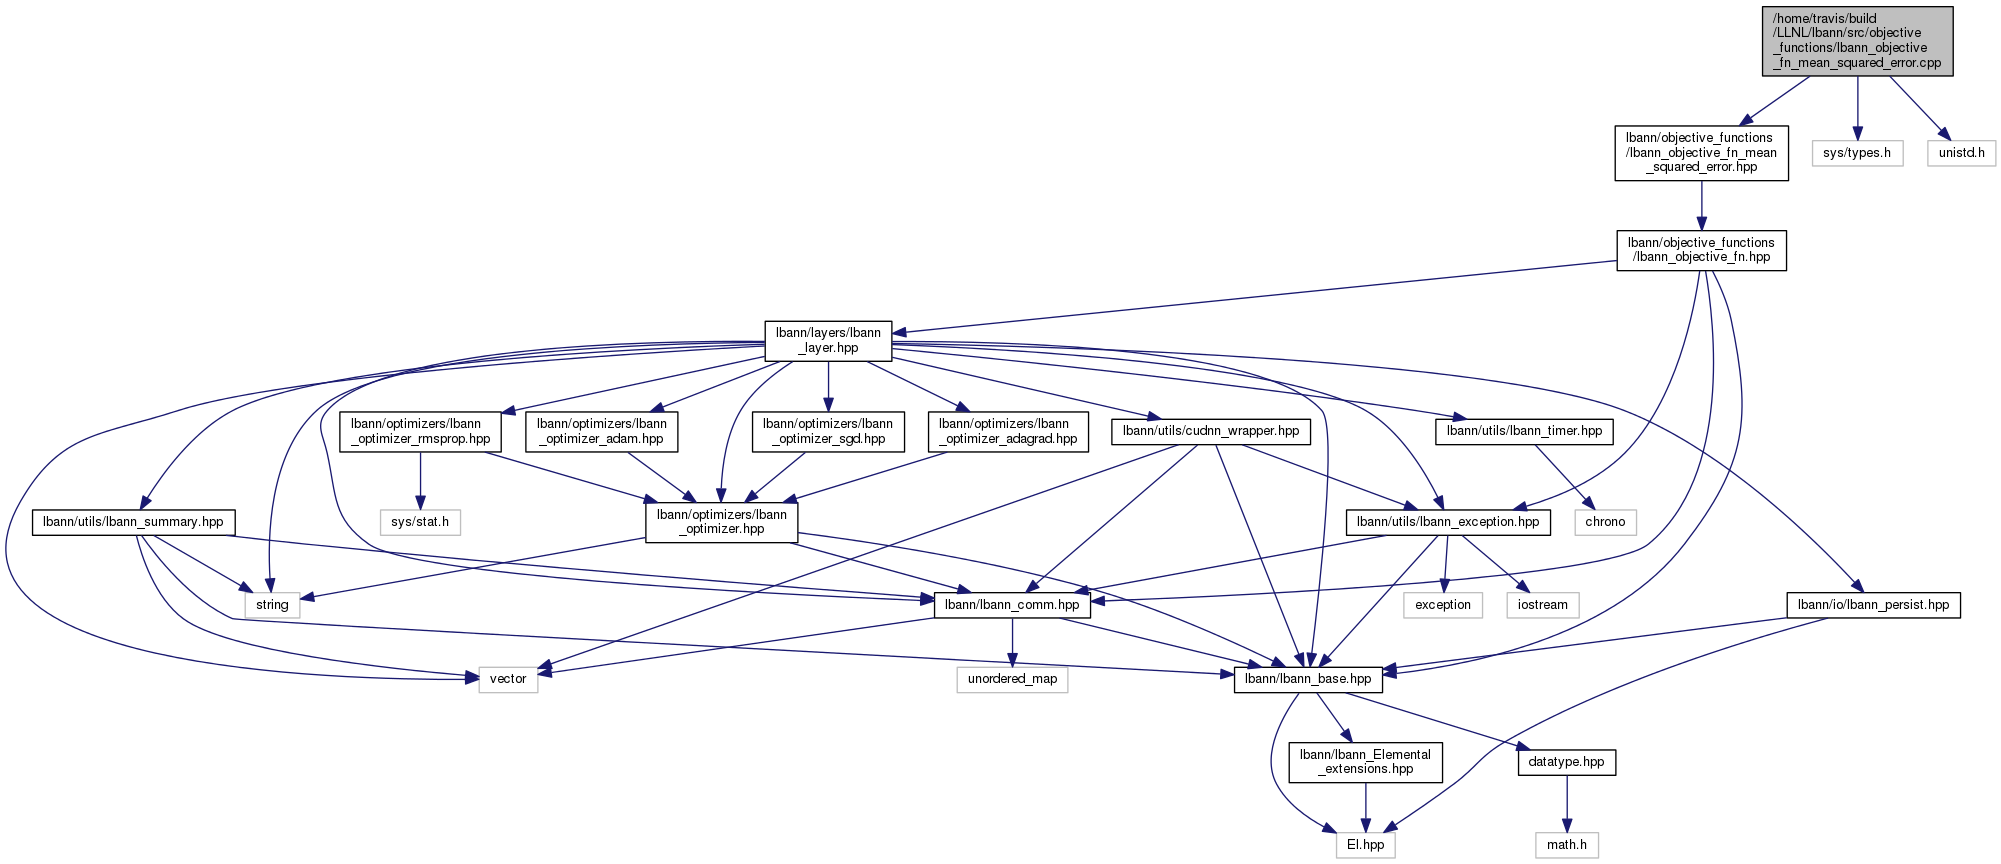 /home/travis/build
/LLNL/lbann/src/objective
_functions/lbann_objective
_fn_mean_squared_error.cpp
lbann/objective_functions
/lbann_objective_fn_mean
_squared_error.hpp
sys/types.h
unistd.h
lbann/objective_functions
/lbann_objective_fn.hpp
lbann/layers/lbann
_layer.hpp
lbann/optimizers/lbann
_optimizer_rmsprop.hpp
lbann/optimizers/lbann
_optimizer_adam.hpp
lbann/optimizers/lbann
_optimizer_sgd.hpp
lbann/optimizers/lbann
_optimizer_adagrad.hpp
lbann/utils/cudnn_wrapper.hpp
lbann/utils/lbann_timer.hpp
lbann/utils/lbann_summary.hpp
sys/stat.h
lbann/optimizers/lbann
_optimizer.hpp
lbann/utils/lbann_exception.hpp
chrono
string
lbann/lbann_comm.hpp
exception
iostream
lbann/io/lbann_persist.hpp
vector
unordered_map
lbann/lbann_base.hpp
lbann/lbann_Elemental
_extensions.hpp
datatype.hpp
El.hpp
math.h